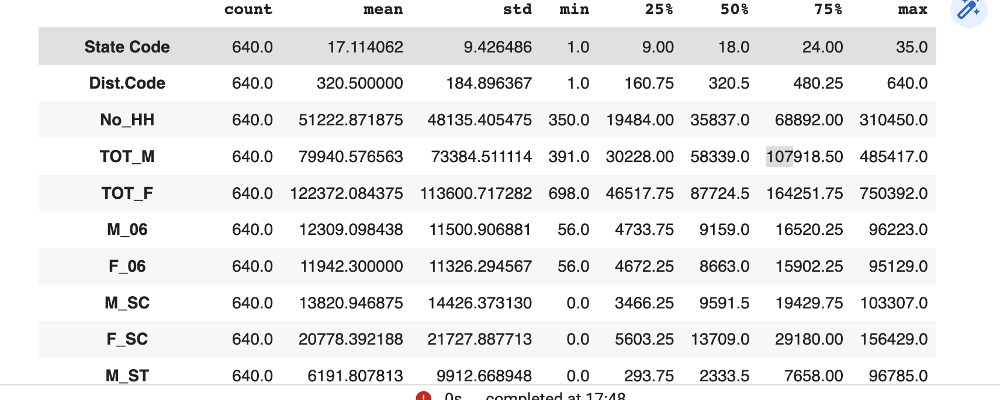 count mean std min 25% 50% 75% max
State Code 640.0 17.114062 9.426486 1.0 9.00 18.0 24.00 35.0
Dist.Code 640.0 320.500000 184.896367 1.0 160.75 320.5 480.25 640.0
No_HH 640.0 51222.871875 48135.405475 350.0 19484.00 35837.0 68892.00 310450.0
TOT_M 640.0 79940.576563 73384.511114 391.0 30228.00 58339.0 107918.50 485417.0
TOT_F 640.0 122372.084375 113600.717282 698.0 46517.75 87724.5 164251.75 750392.0
M_06 640.0 12309.098438 11500.906881 56.0 4733.75 9159.0 16520.25 96223.0
F_06 640.0 11942.300000 11326.294567 56.0 4672.25 8663.0 15902.25 95129.0
M_SC 640.0 13820.946875 14426.373130 0.0 3466.25 9591.5 19429.75 103307.0
F_SC 640.0 20778.392188 21727.887713 0.0 5603.25 13709.0 29180.00 156429.0
M_ST 640.0 6191.807813 9912.668948 0.0 293.75 2333.5 7658.00 96785.0
0s completed at 17:48